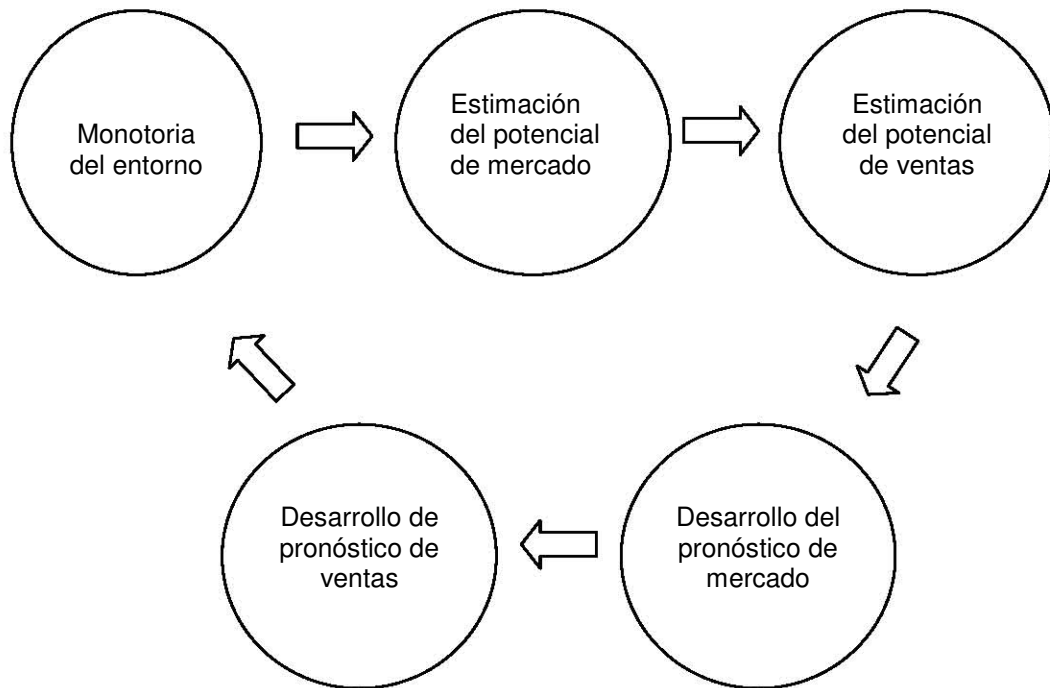 Monotoria
del entorno
Estimación
del potencial
de mercado
Estimación
del potencial
de ventas
Desarrollo del
pronóstico de
mercado
Desarrollo de
pronóstico de
ventas